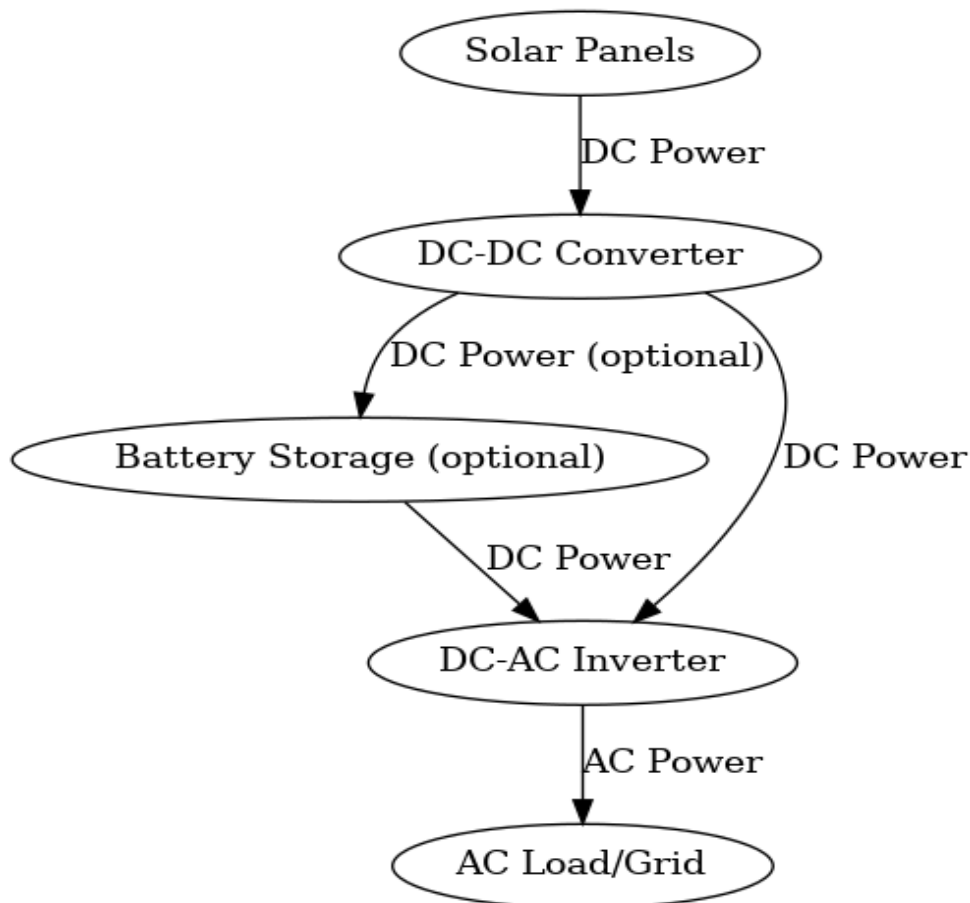 Solar Panels
DC Power
DC-DC Converter
DC Power (optional)
Battery Storage (optional)
DC Power
DC Power
DC-AC Inverter
AC Power
AC Load/Grid